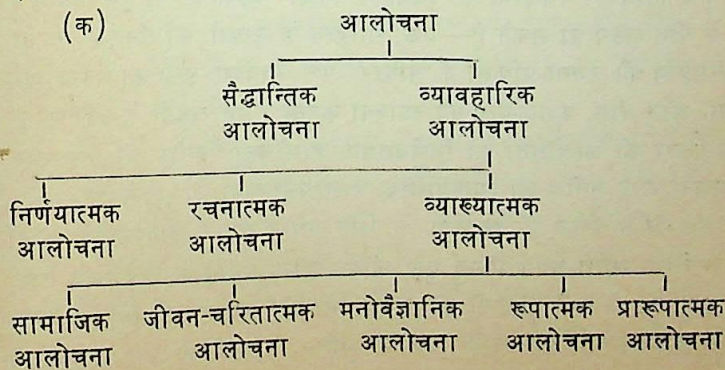 (क) आलोचना
सैद्धान्तिक व्यावहारिक
आलोचना आलोचना
निर्णयात्मक रचनात्मक व्याख्यात्मक
आलोचना आलोचना आलोचना
सामाजिक जीवन-चरितात्मक मनोवैज्ञानिक रूपात्मक प्रारूपात्मक
आलोचना आलोचना आलोचना आलोचना आलोचना